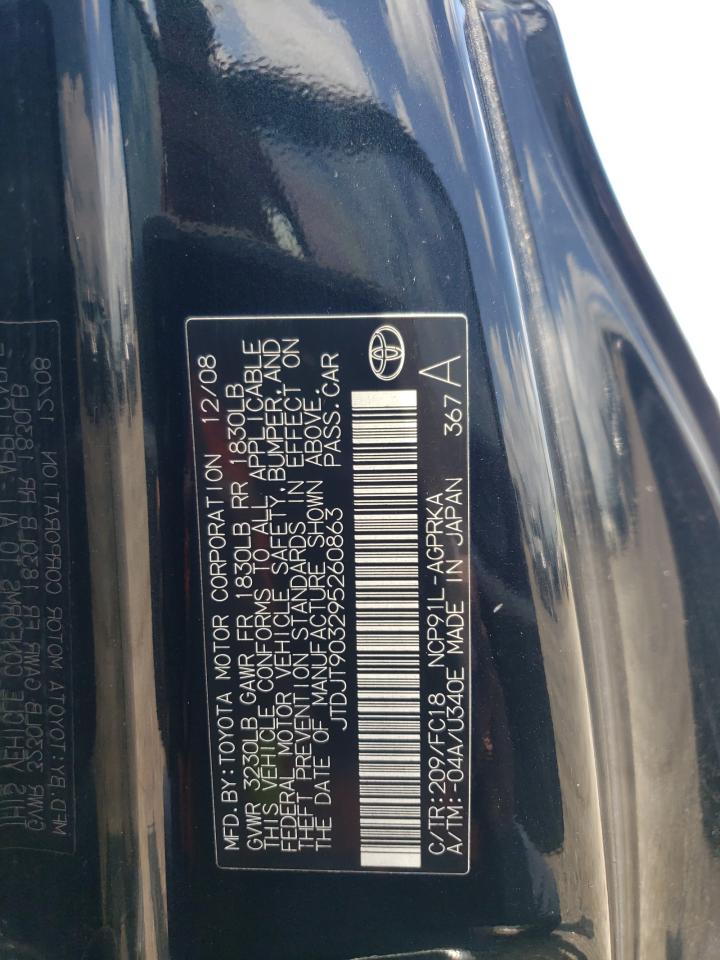 MFD.BY:TOYOTA MOTOR CORPORATION 12/08
GVWR 3230LB GAWR FR 1830LB RR 1830LB
THIS VEHICLE CONFORMS TO ALL APPLICABLE
FEDERAL MOTOR VEHICLE SAFETY, BUMPER, AND
THEFT PREVENTION STANDARDS IN EFFECT ON
THE DATE OF MANUFACTURE SHOWN ABOVE.
JTDJT903295260863 PASS.CAR
C/TR:209/FC18 NCP91L-AGPRKA 367 A
A/TM:-04A/U340E MADE IN JAPAN